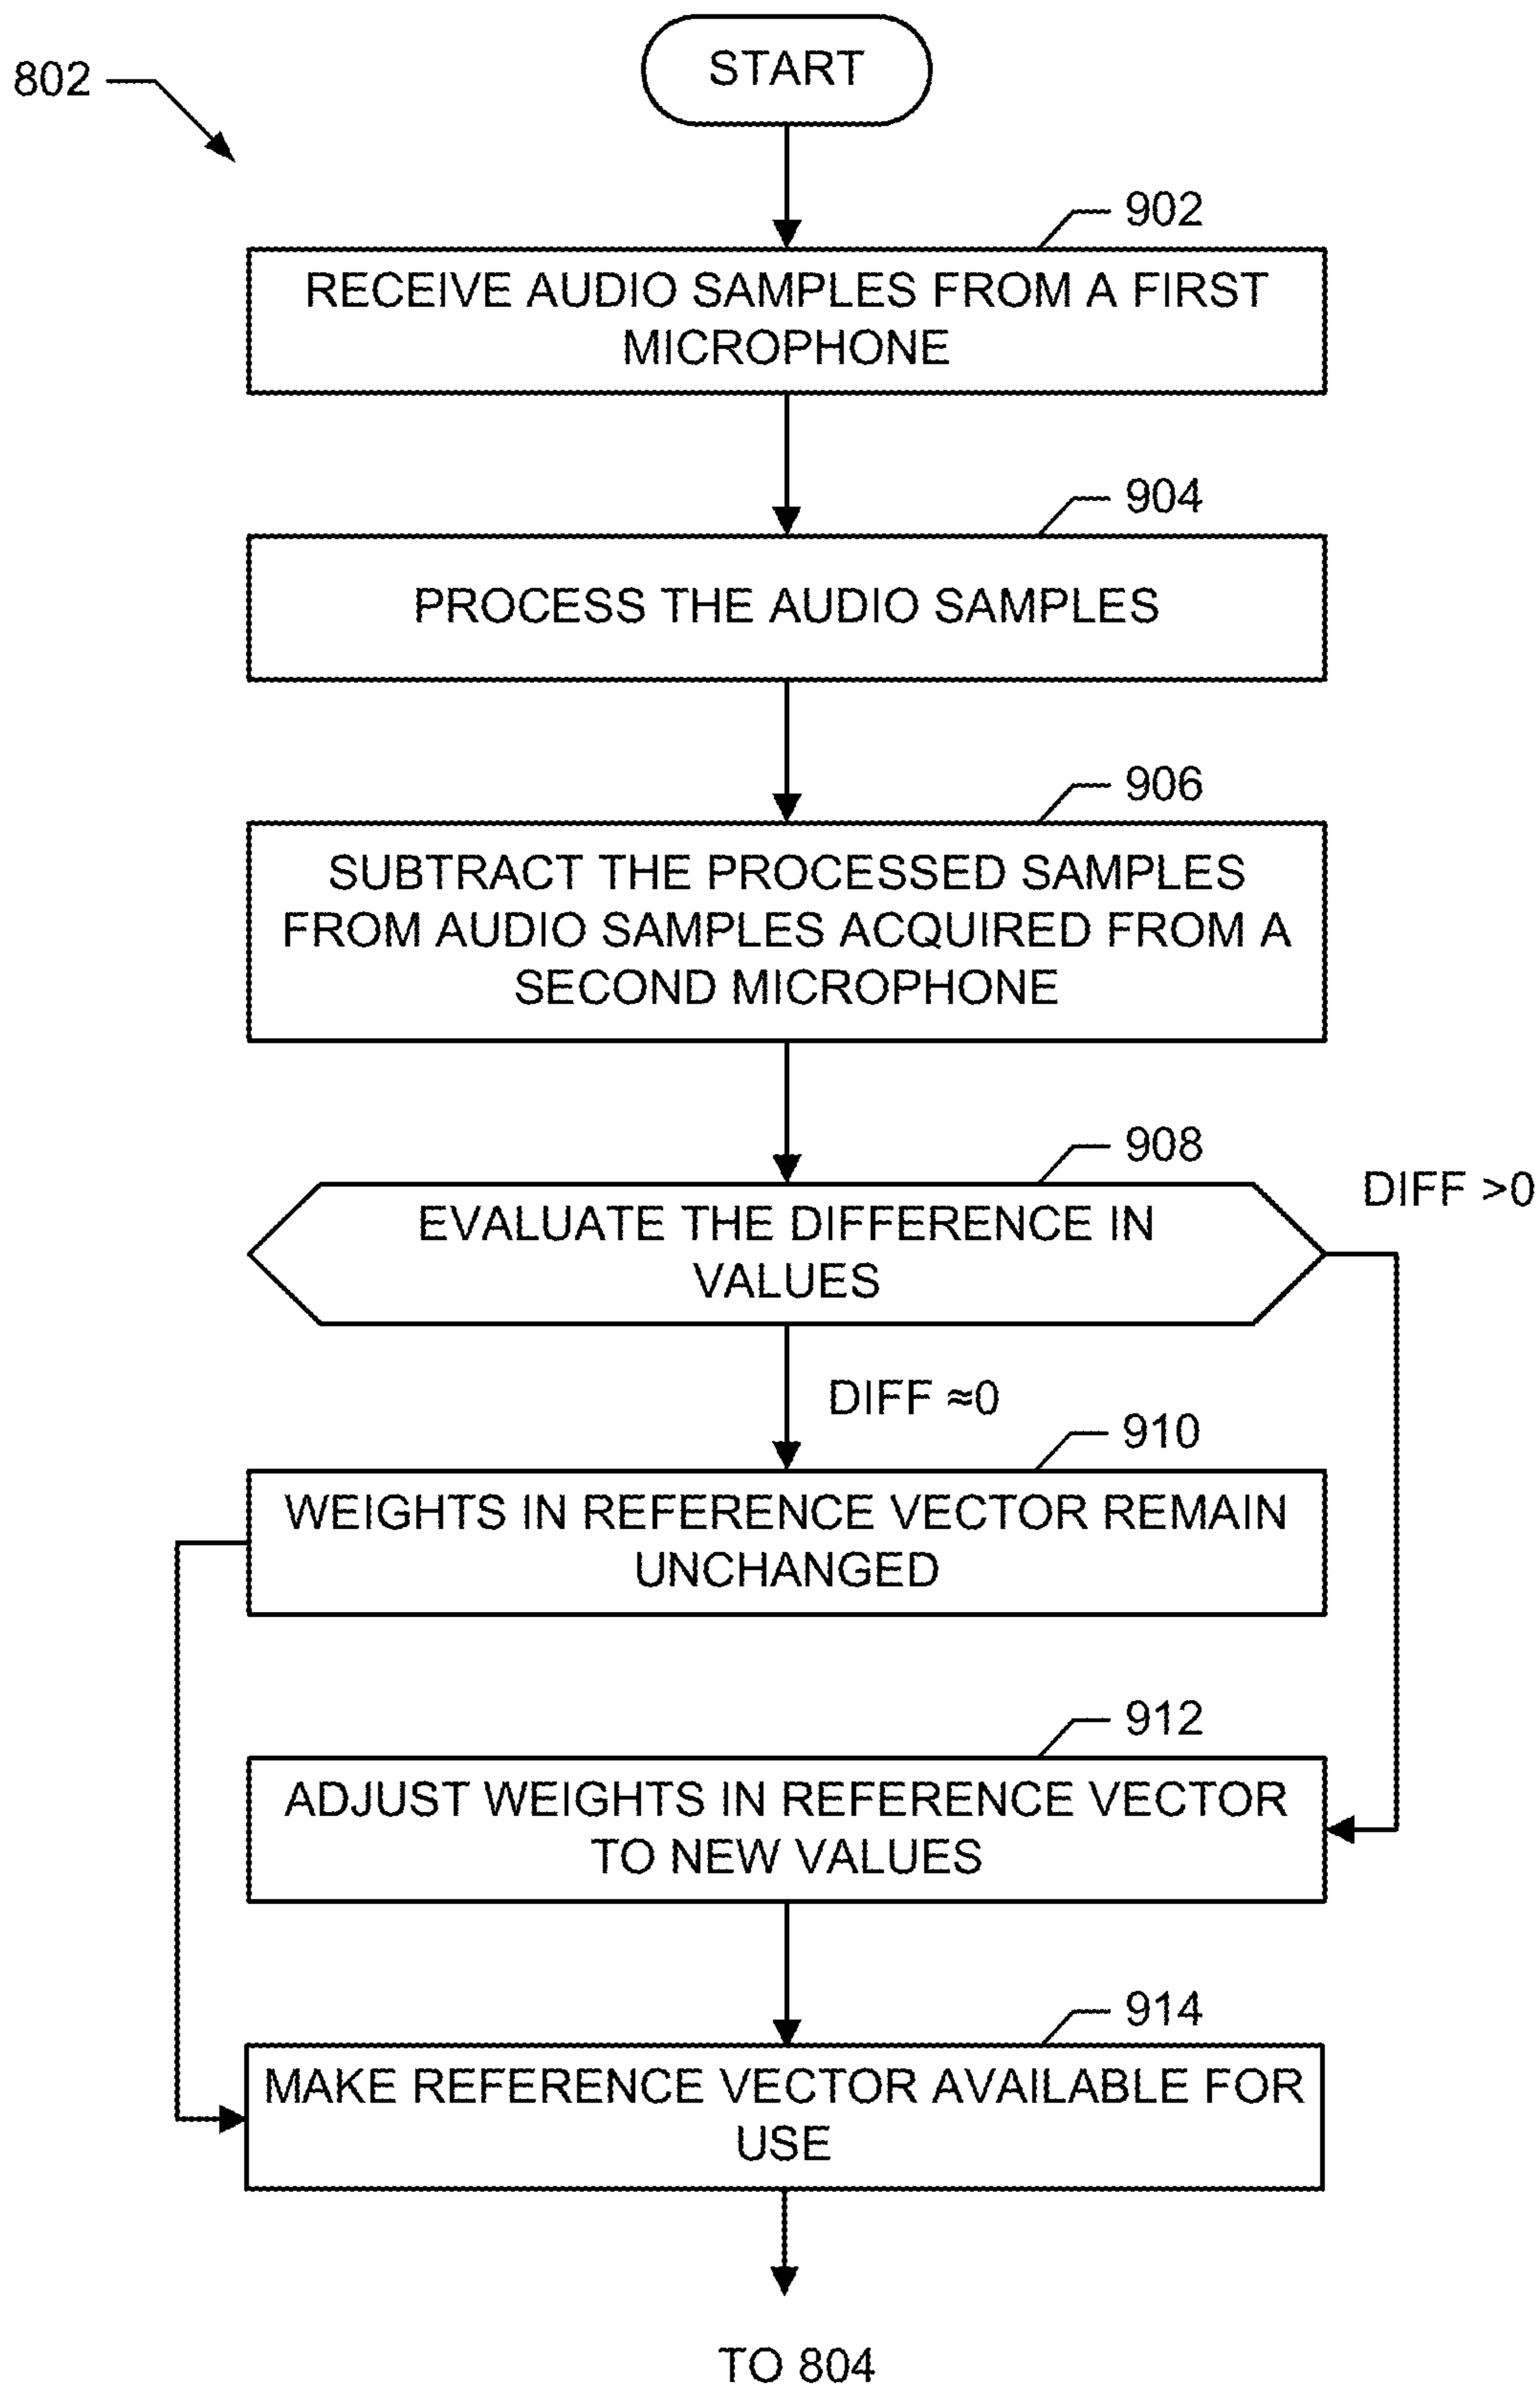 START
802
902
RECEIVE AUDIO SAMPLES FROM A FIRST
MICROPHONE
904
PROCESS THE AUDIO SAMPLES
906
SUBTRACT THE PROCESSED SAMPLES
FROM AUDIO SAMPLES ACQUIRED FROM A
SECOND MICROPHONE
908
DIFF >0
EVALUATE THE DIFFERENCE IN
VALUES
DIFF ≈0
910
WEIGHTS IN REFERENCE VECTOR REMAIN
UNCHANGED
912
ADJUST WEIGHTS IN REFERENCE VECTOR
TO NEW VALUES
914
MAKE REFERENCE VECTOR AVAILABLE FOR
USE
TO 804